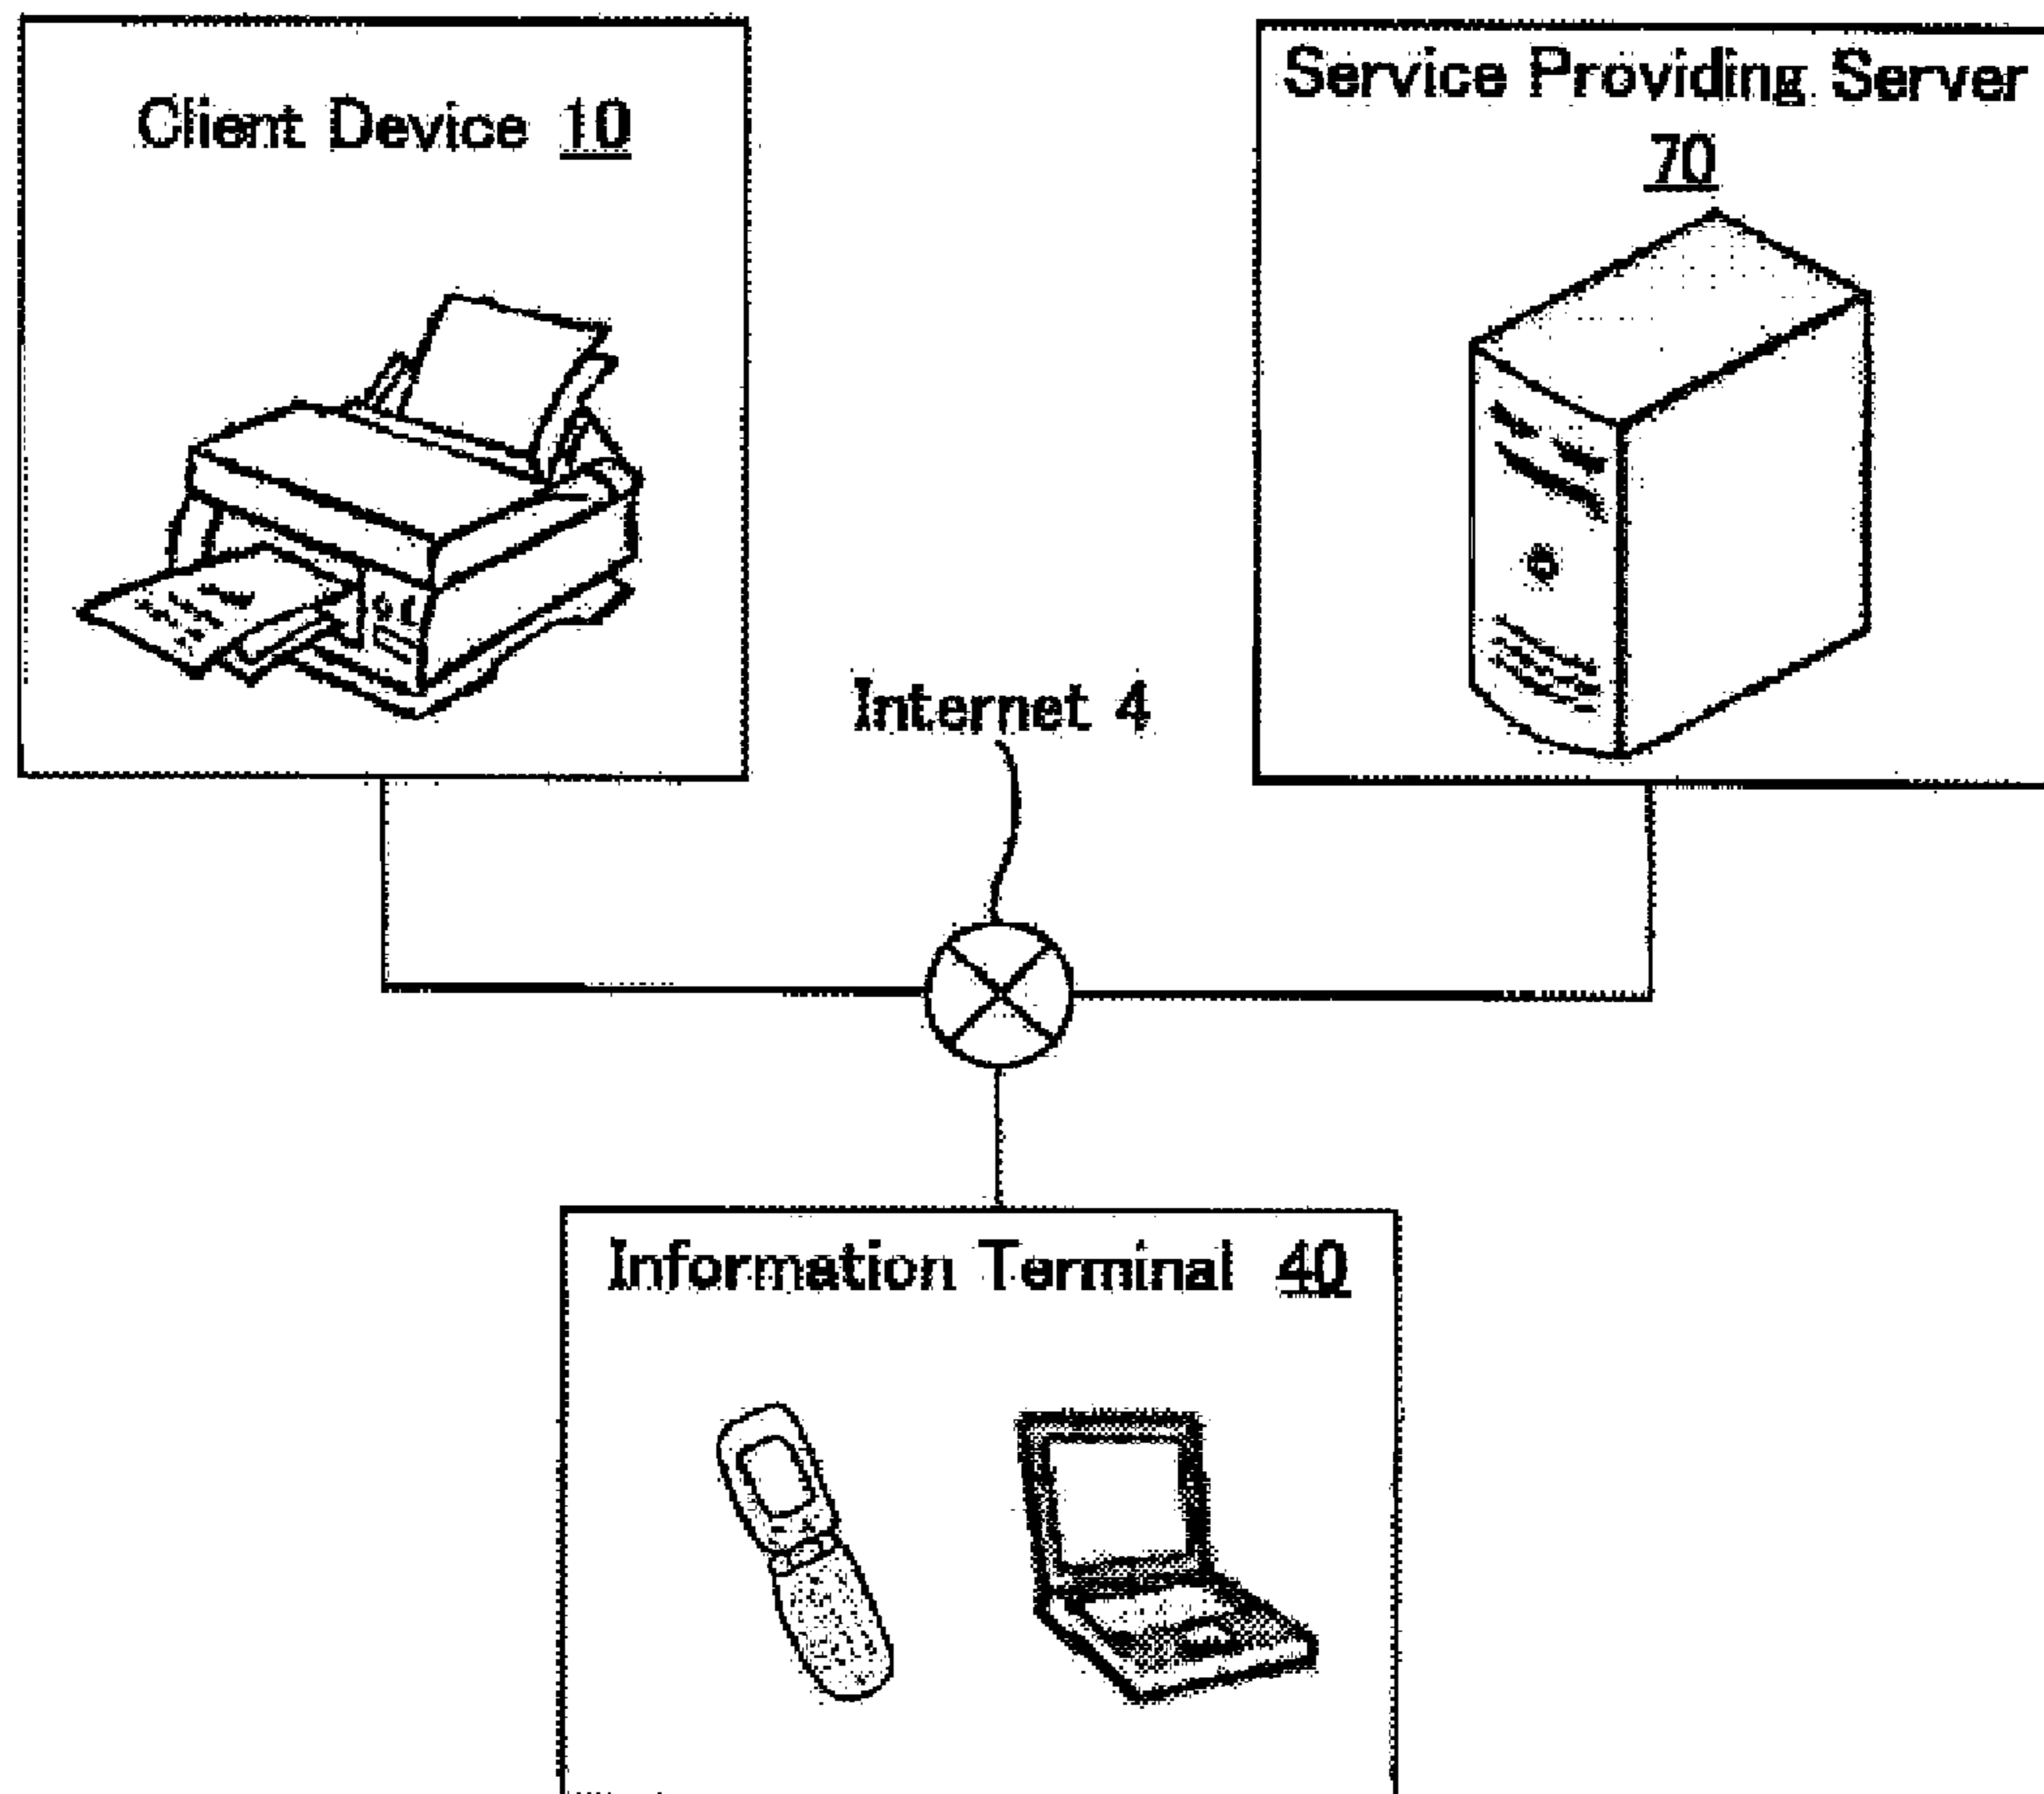 Client Device 10
Service Providing Server
70
Internet 4
Information Terminal 40